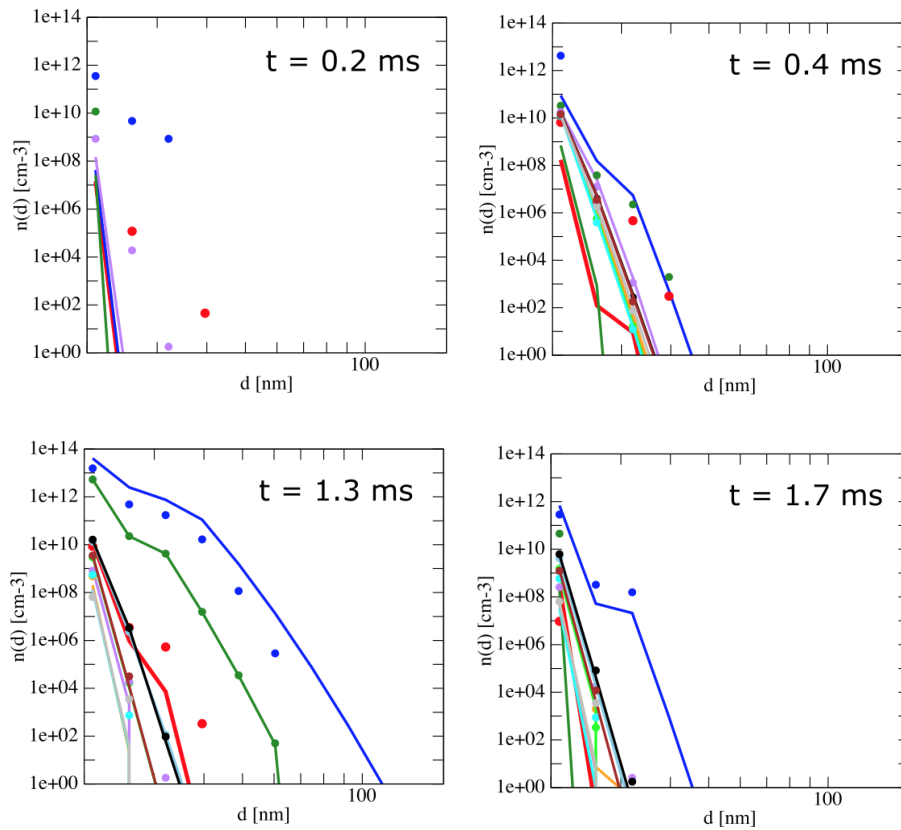 1e+14
1e+12
1e+10
1e+08
1e+06
1e+04
1e+02
1e+00
n(d) [cm-3]
t = 0.2 ms
100
d [nm]
1e+14
1e+12
1e+10
1e+08
1e+06
1e+04
1e+02
1e+00
n(d) [cm-3]
t = 0.4 ms
100
d [nm]
1e+14
1e+12
1e+10
1e+08
1e+06
1e+04
1e+02
1e+00
n(d) [cm-3]
t = 1.3 ms
100
d [nm]
1e+14
1e+12
1e+10
1e+08
1e+06
1e+04
1e+02
1e+00
n(d) [cm-3]
t = 1.7 ms
100
d [nm]